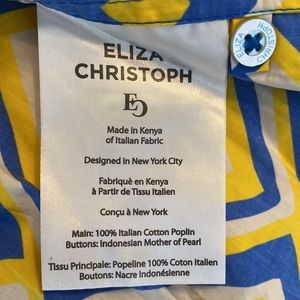 ELIZA
CHRISTOPH
EC
Made in Kenya
of Italian Fabric
Designed in New York City
Fabriquè en Kenya
à Partir de Tissu Italien
Conçu à New York
Main: 100% Italian Cotton Poplin
Buttons: Indonesian Mother of Pearl
Tissu Principale: Popeline 100% Coton Italien
Boutons: Nacre Indonésienne
ELIZA
CHRISTOPH